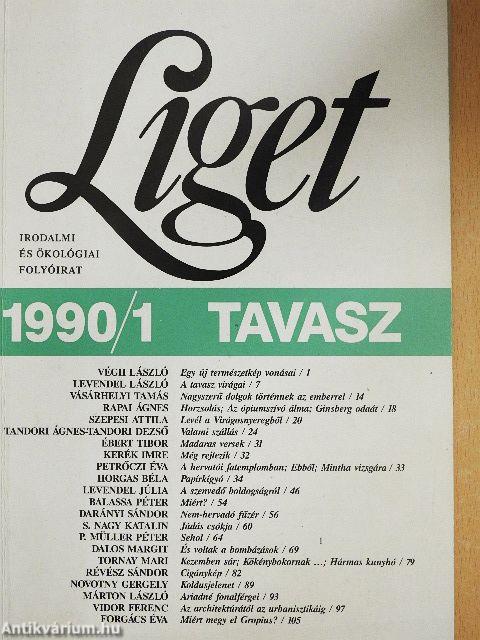 Liget
IRODALMI
ÉS ÖKOLÓGIAI
FOLYÓIRAT
1990/1 TAVASZ
VÉGH LÁSZLÓ Egy új természetkép vonásai / 1
LEVENDEL LÁSZLÓ A tavasz virágai / 7
VÁSÁRHELYI TAMÁS Nagyszerű dolgok történnek az emberrel / 14
RAPAI ÁGNES Horzsolás; Az ópiumszívó álma; Ginsberg odaát / 18
SZEPESI ATTILA Levél a Virágosnyeregből / 20
TANDORI ÁGNES-TANDORI DEZSŐ Valami szállás / 24
ÉBERT TIBOR Madaras versek / 31
KERÉK IMRE Még rejtezik / 32
PETRŐCZI ÉVA A hervatói fatemplomban; Ebből; Mintha vizsgára / 33
HORGAS BÉLA Papírkígyó / 34
LEVENDEL JÚLIA A szenvedő boldogságról / 46
BALASSA PÉTER Miért? / 54
DARÁNYI SÁNDOR Nem-hervadó fűzér / 56
S. NAGY KATALIN Júdás csókja / 60
P. MÜLLER PÉTER Sehol / 64
DALOS MARGIT És voltak a bombázások / 69
TORNAY MARI Kezemben sár; Kökénybokornak ...; Hármas kunyhó / 79
RÉVÉSZ SÁNDOR Cigánykép / 82
NOVOTNY GERGELY Koldusjelenet / 89
MÁRTON LÁSZLÓ Ariadné fonalférgei / 93
VIDOR FERENC Az architektúrától az urbanisztikáig / 97
FORGÁCS ÉVA Miért megy el Gropius? / 105
Antikvárium.hu